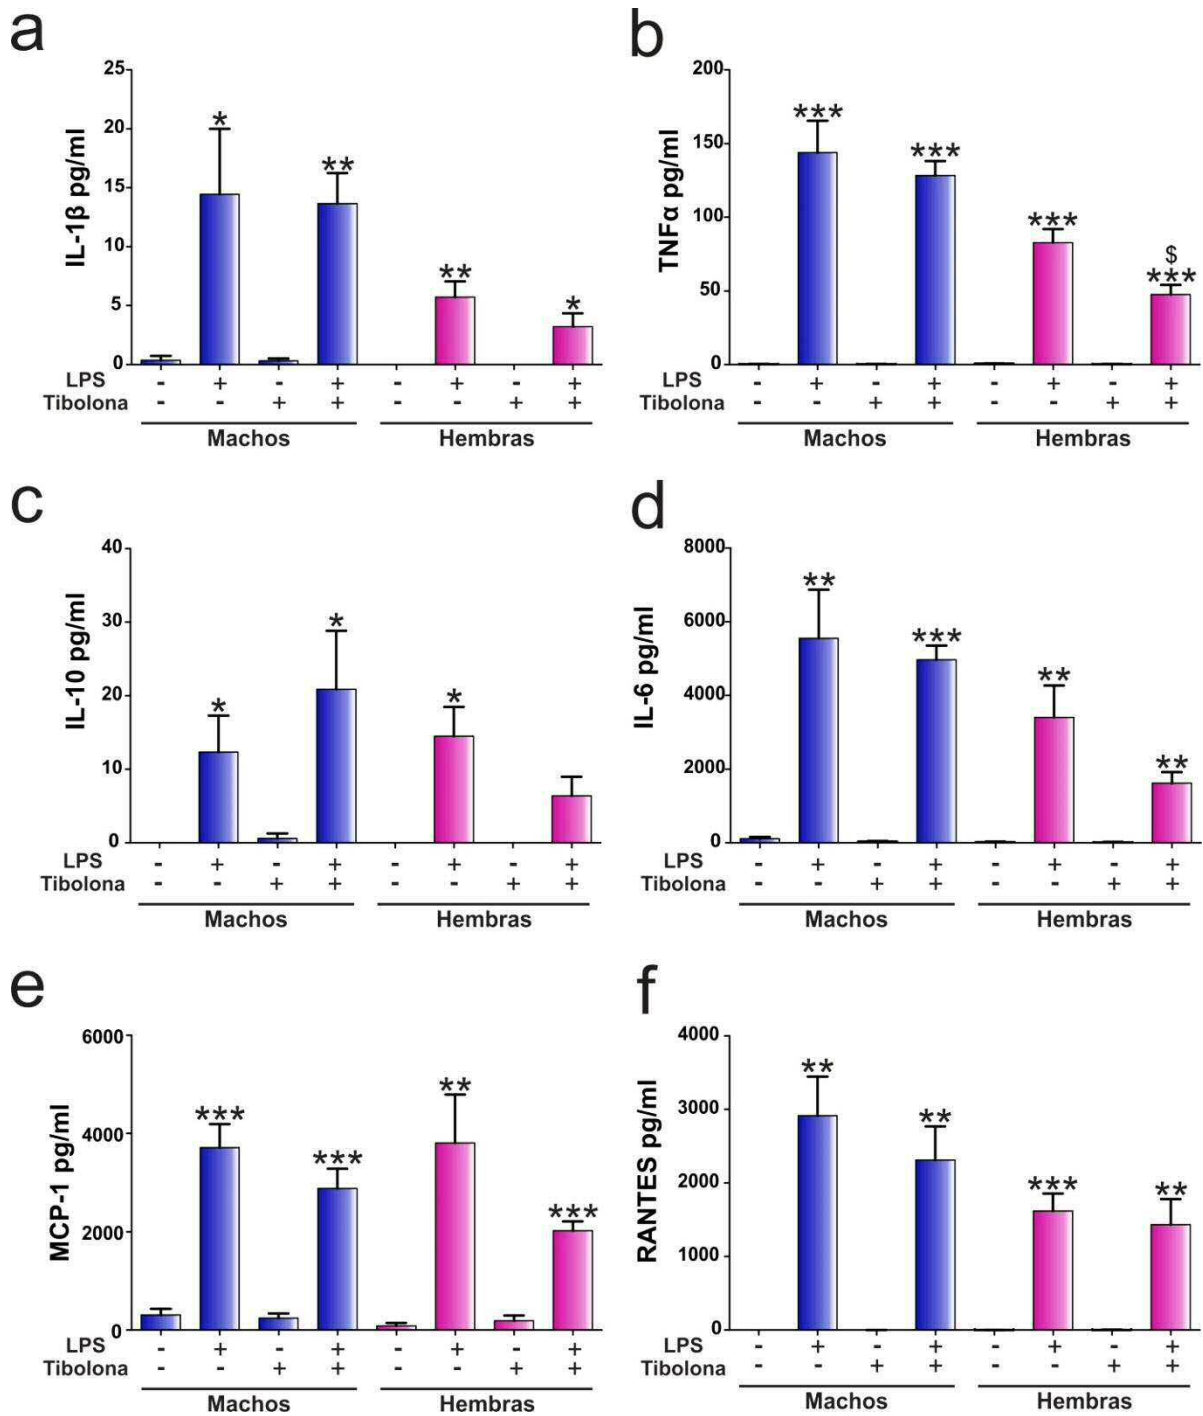 a
IL-1β pg/ml
25
20
15
10
5
0
* ** ** *
LPS - + - + - + - +
Tibolona - - + + - - + +
Machos Hembras
b
TNFα pg/ml
200
150
100
50
0
*** *** *** $ ***
LPS - + - + - + - +
Tibolona - - + + - - + +
Machos Hembras
c
IL-10 pg/ml
40
30
20
10
0
* * *
LPS - + - + - + - +
Tibolona - - + + - - + +
Machos Hembras
d
IL-6 pg/ml
8000
6000
4000
2000
0
** *** ** **
LPS - + - + - + - +
Tibolona - - + + - - + +
Machos Hembras
e
MCP-1 pg/ml
6000
4000
2000
0
*** *** ** ***
LPS - + - + - + - +
Tibolona - - + + - - + +
Machos Hembras
f
RANTES pg/ml
4000
3000
2000
1000
0
** ** *** **
LPS - + - + - + - +
Tibolona - - + + - - + +
Machos Hembras